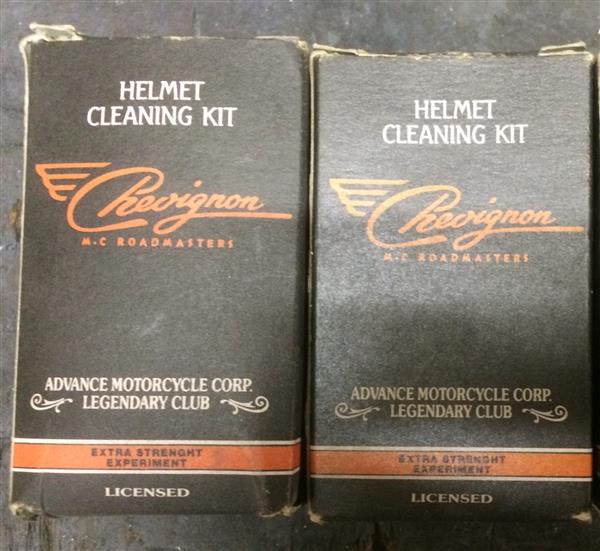 HELMET
CLEANING KIT
Chevignon
M.C ROADMASTERS
ADVANCE MOTORCYCLE CORP.
LEGENDARY CLUB
EXTRA STRENGHT
EXPERIMENT
LICENSED
HELMET
CLEANING KIT
Chevignon
M.C ROADMASTERS
ADVANCE MOTORCYCLE CORP.
LEGENDARY CLUB
EXTRA STRENGHT
EXPERIMENT
LICENSED